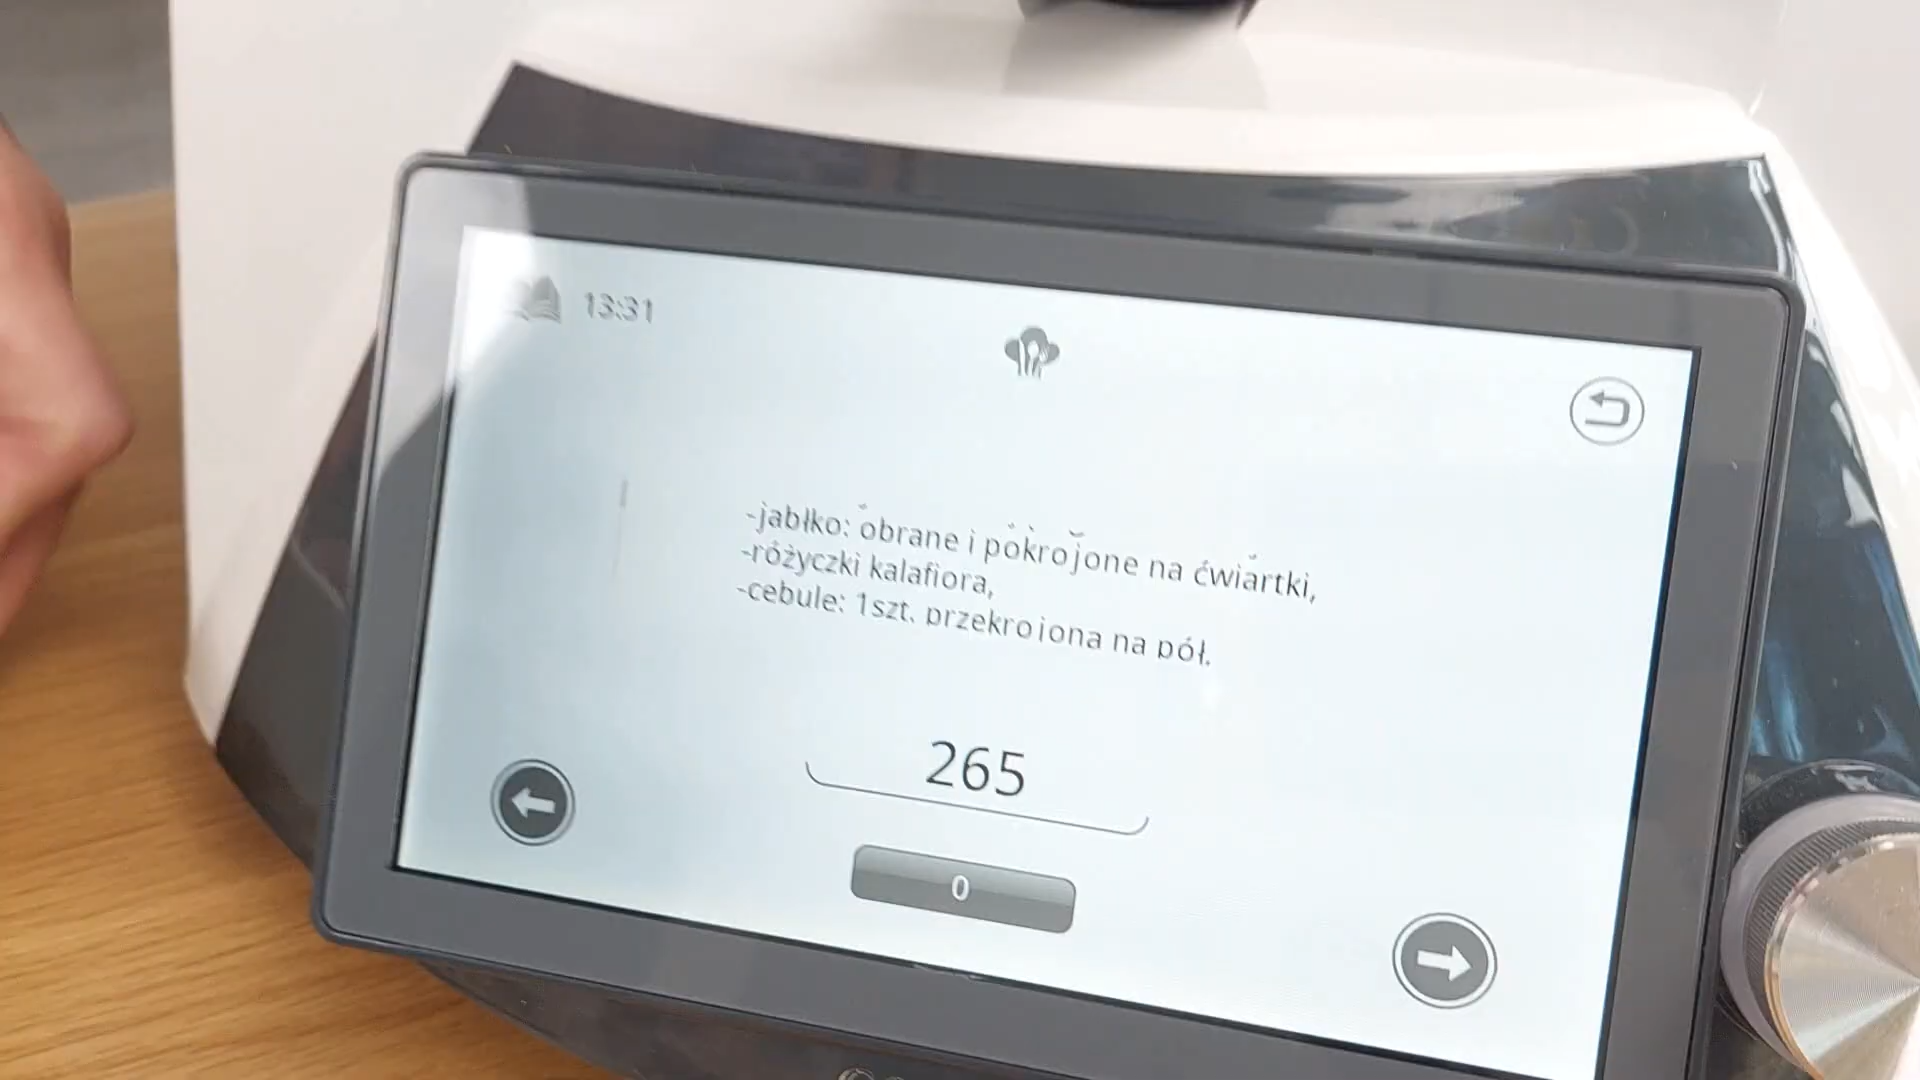 13:31
-jabłko: obrane i pokrojone na ćwiartki,
-różyczki kalafiora,
-cebule: 1szt. przekrojona na pół.
265
0